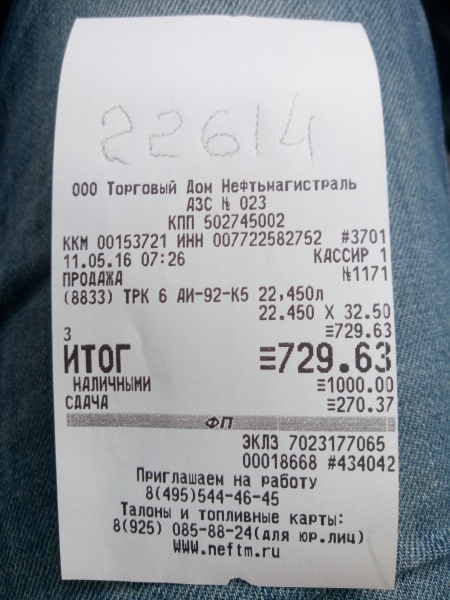 22614
ООО Торговый Дом Нефтьмагистраль
АЗС № 023
КПП 502745002
ККМ 00153721 ИНН 007722582752 #3701
11.05.16 07:26 КАССИР 1
ПРОДАЖА №1171
(8833) ТРК 6 АИ-92-К5 22,450л
22.450 X 32.50
3 ≡729.63
ИТОГ ≡729.63
НАЛИЧНЫМИ ≡1000.00
СДАЧА ≡270.37
ФП
ЭКЛЗ 7023177065
00018668 #434042
Приглашаем на работу
8(495)544-46-45
Талоны и топливные карты:
8(925) 085-88-24(для юр.лиц)
WWW.neftm.ru